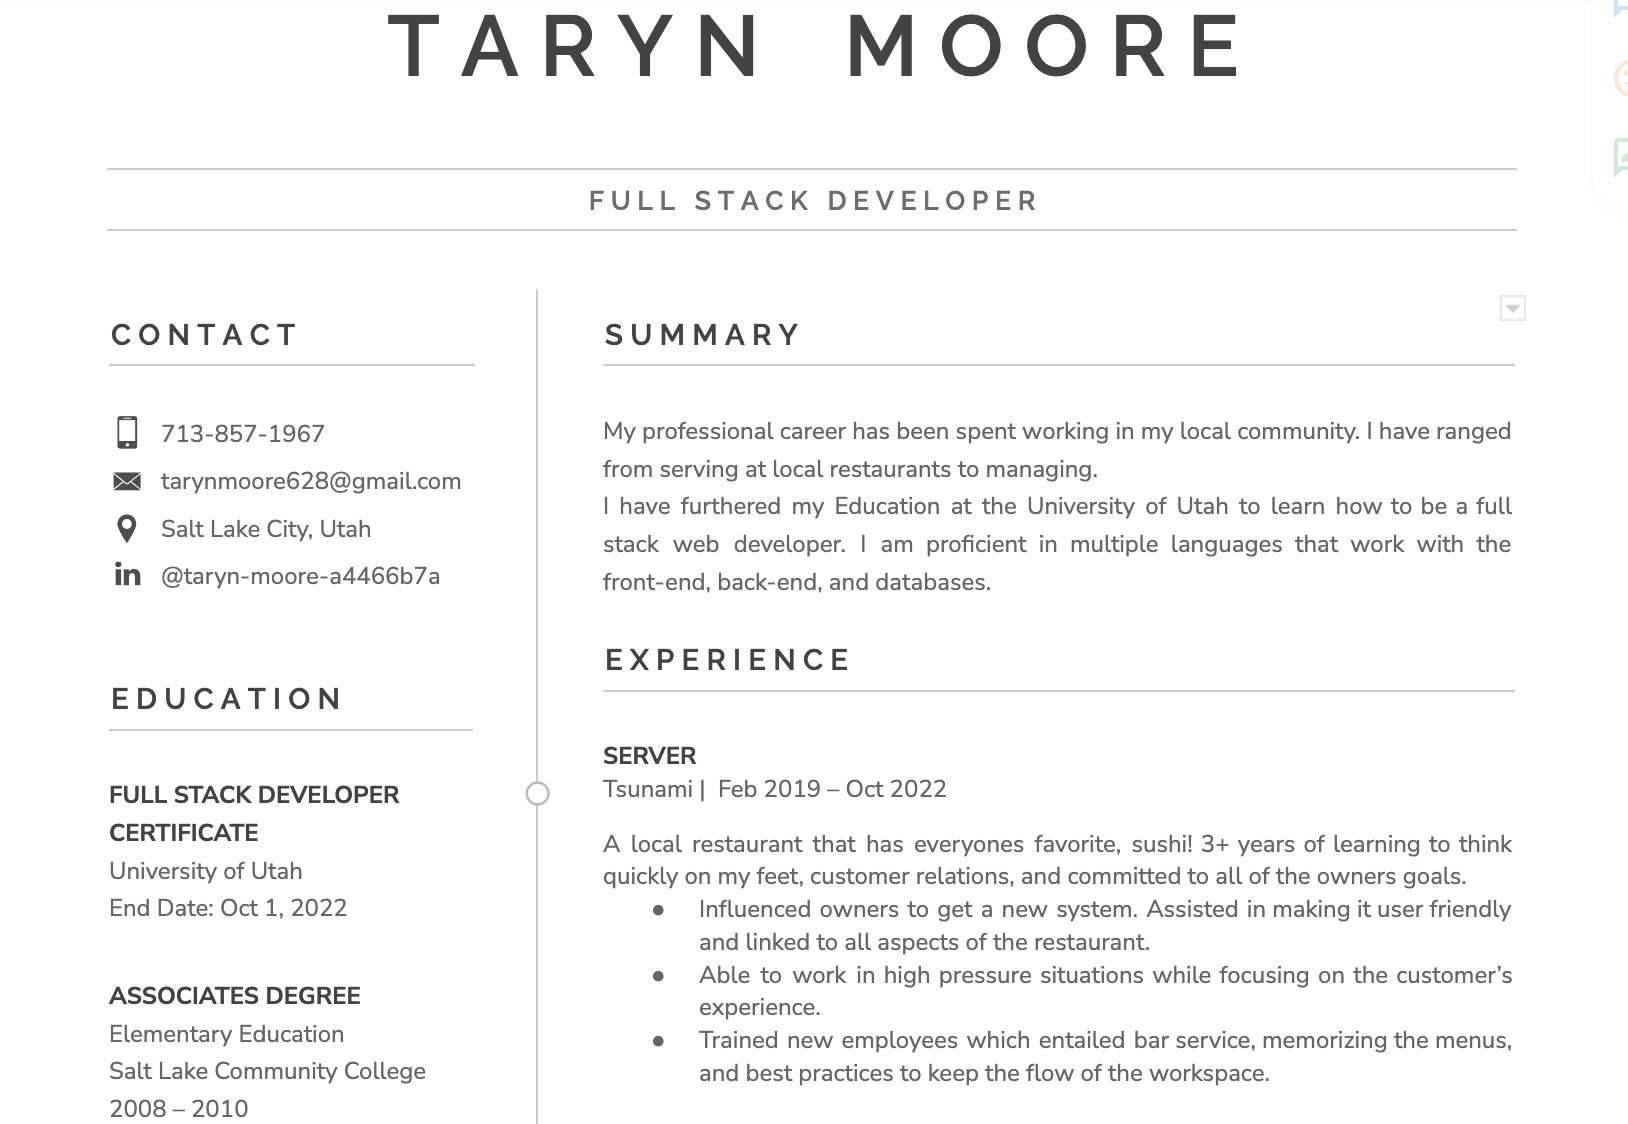 TARYN MOORE
FULL STACK DEVELOPER
CONTACT
713-857-1967
tarynmoore628@gmail.com
Salt Lake City, Utah
in @taryn-moore-a4466b7a
EDUCATION
FULL STACK DEVELOPER
CERTIFICATE
University of Utah
End Date: Oct 1, 2022
ASSOCIATES DEGREE
Elementary Education
Salt Lake Community College
2008 – 2010
SUMMARY
My professional career has been spent working in my local community. I have ranged
from serving at local restaurants to managing.
I have furthered my Education at the University of Utah to learn how to be a full
stack web developer. I am proficient in multiple languages that work with the
front-end, back-end, and databases.
EXPERIENCE
SERVER
Tsunami | Feb 2019 – Oct 2022
A local restaurant that has everyones favorite, sushi! 3+ years of learning to think
quickly on my feet, customer relations, and committed to all of the owners goals.
● Influenced owners to get a new system. Assisted in making it user friendly
and linked to all aspects of the restaurant.
● Able to work in high pressure situations while focusing on the customer’s
experience.
● Trained new employees which entailed bar service, memorizing the menus,
and best practices to keep the flow of the workspace.